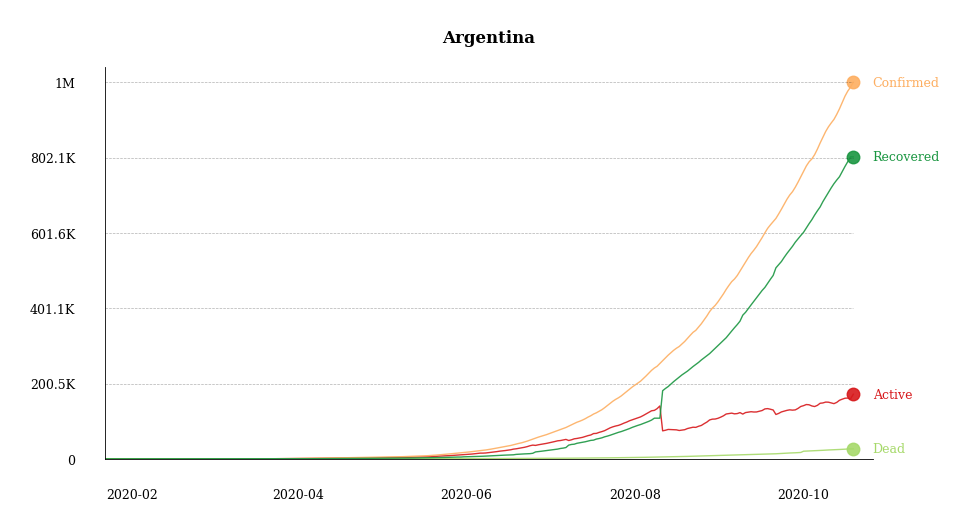 Argentina
1M
Confirmed
802.1K
Recovered
601.6K
401.1K
200.5K
Active
Dead
0
2020-02 2020-04 2020-06 2020-08 2020-10